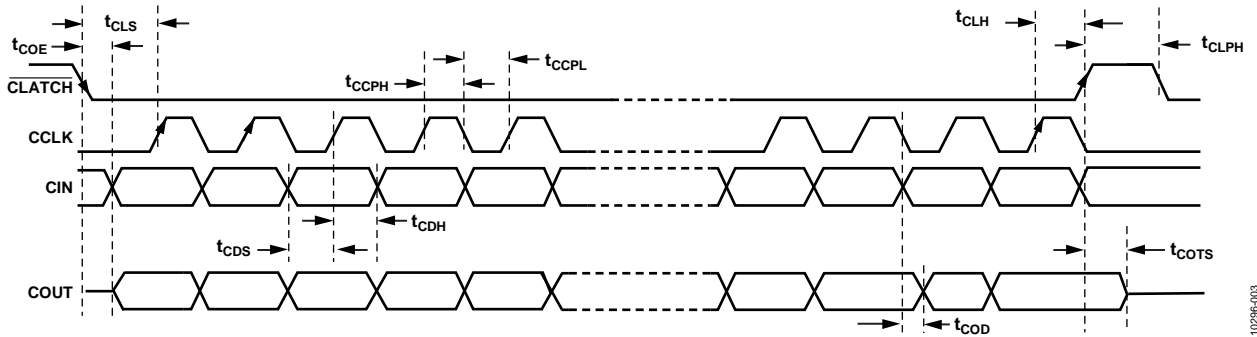 tCLS
tCLH
tCOE
tCLPH
tCCPH
tCCPL
CLATCH
CCLK
CIN
tCDH
tCDS
tCOTS
COUT
tCOD
10296-003